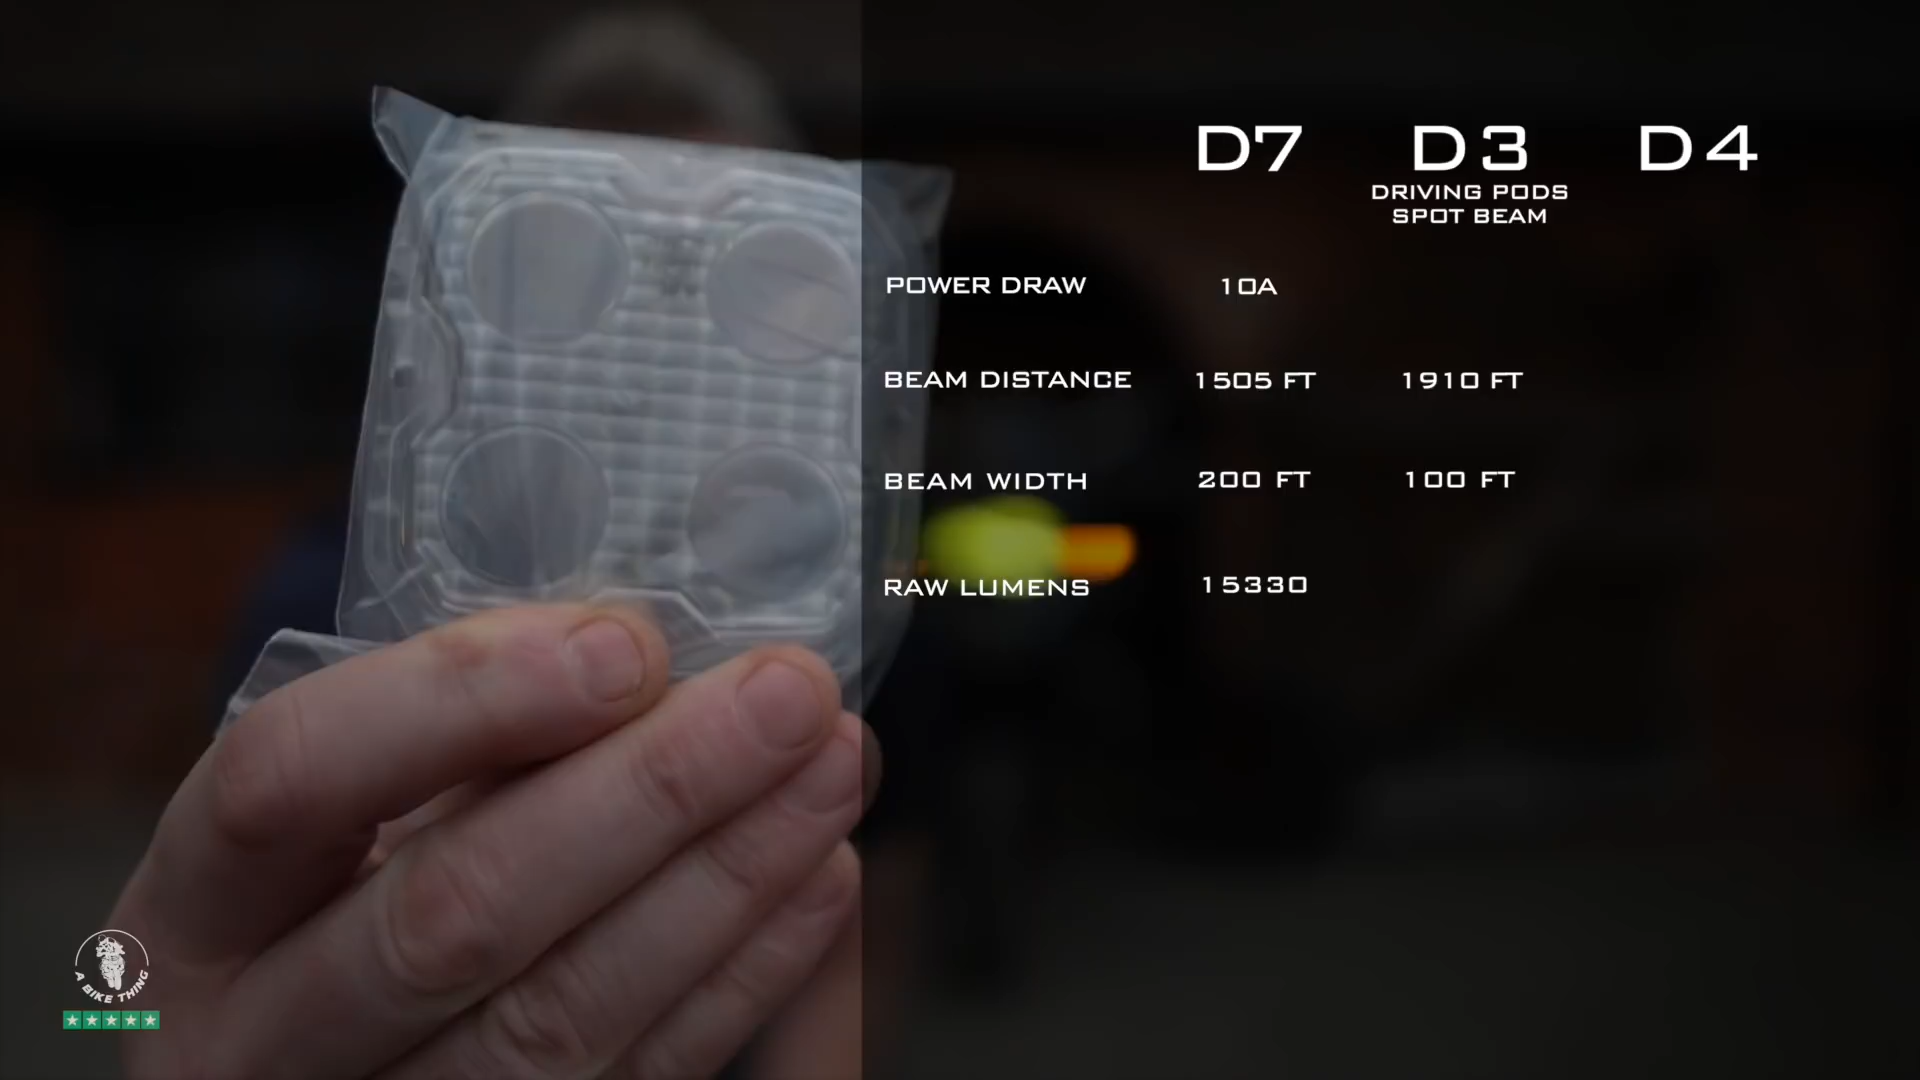 D7 D3 D4
DRIVING PODS
SPOT BEAM
POWER DRAW 10A
BEAM DISTANCE 1505 FT 1910 FT
BEAM WIDTH 200 FT 100 FT
RAW LUMENS 15330
A BIKE THING